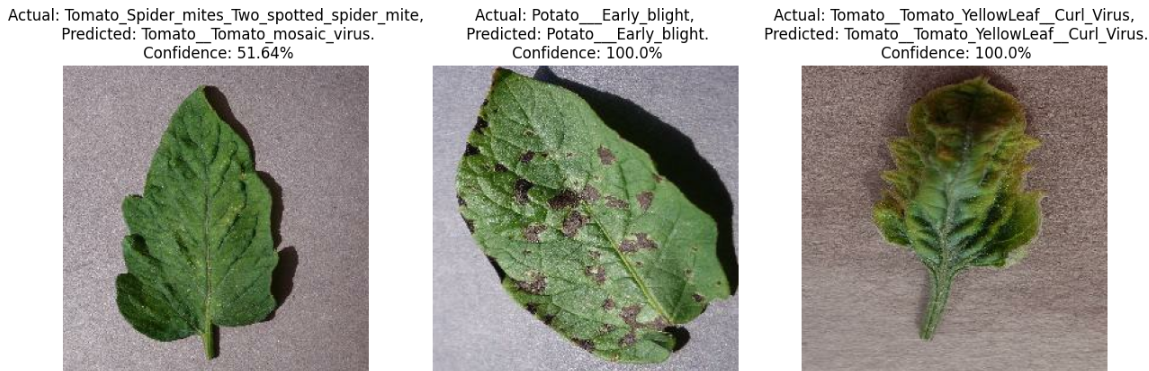 Actual: Tomato_Spider_mites_Two_spotted_spider_mite,
Predicted: Tomato__Tomato_mosaic_virus.
Confidence: 51.64%
Actual: Potato___Early_blight,
Predicted: Potato___Early_blight.
Confidence: 100.0%
Actual: Tomato__Tomato_YellowLeaf__Curl_Virus,
Predicted: Tomato__Tomato_YellowLeaf__Curl_Virus.
Confidence: 100.0%